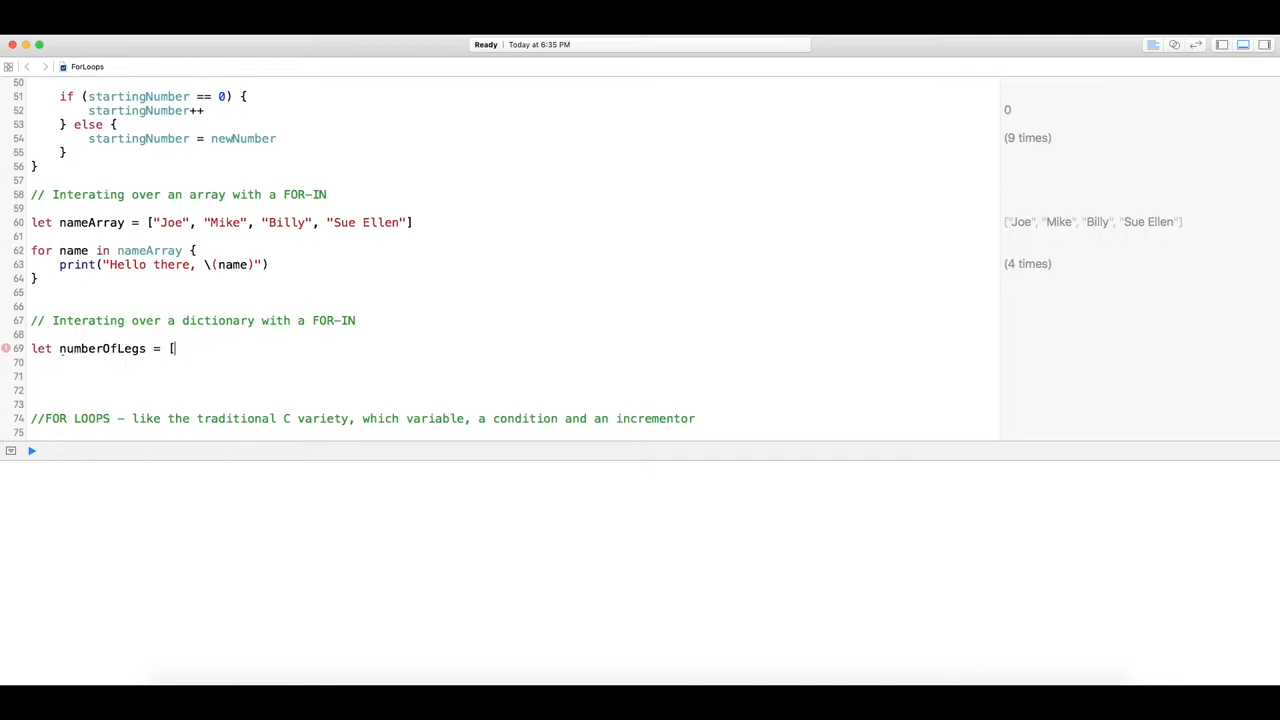 Ready | Today at 6:35 PM
ForLoops
50
51 if (startingNumber == 0) {
52 startingNumber++ 0
53 } else {
54 startingNumber = newNumber (9 times)
55 }
56 }
57
58 // Interating over an array with a FOR-IN
59
60 let nameArray = ["Joe", "Mike", "Billy", "Sue Ellen"] ["Joe", "Mike", "Billy", "Sue Ellen"]
61
62 for name in nameArray {
63 print("Hello there, \(name)") (4 times)
64 }
65
66
67 // Interating over a dictionary with a FOR-IN
68
69 let numberOfLegs = [
70
71
72
73
74 //FOR LOOPS - like the traditional C variety, which variable, a condition and an incrementor
75